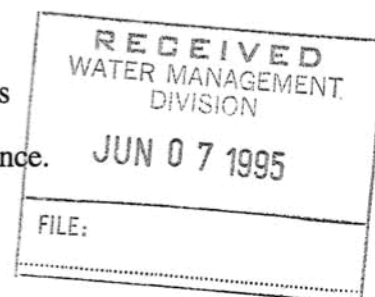 RECEIVED
WATER MANAGEMENT
DIVISION
JUN 07 1995
FILE:
s
nce.